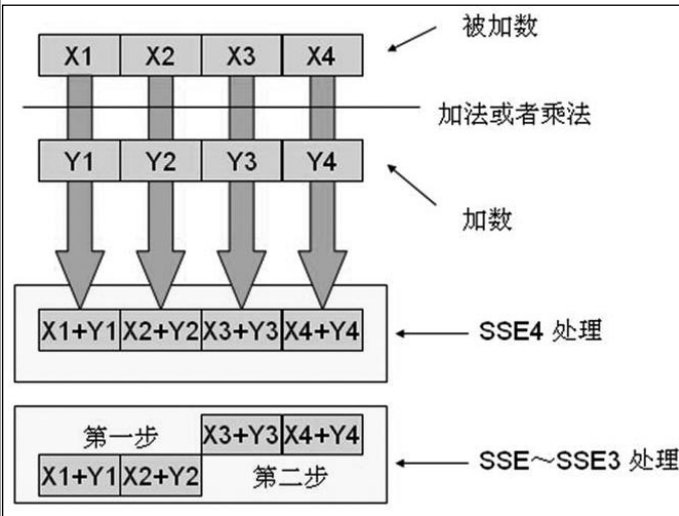 X1 X2 X3 X4
被加数
加法或者乘法
Y1 Y2 Y3 Y4
加数
X1+Y1 X2+Y2 X3+Y3 X4+Y4
SSE4 处理
第一步 X3+Y3 X4+Y4
X1+Y1 X2+Y2 第二步
SSE～SSE3 处理